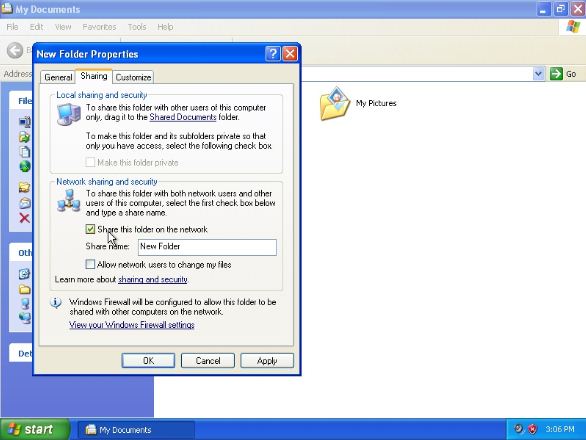 My Documents
File Edit View Favorites Tools Help
Address
Go
New Folder Properties
General Sharing Customize
Local sharing and security
To share this folder with other users of this computer
only, drag it to the Shared Documents folder.
To make this folder and its subfolders private so that
only you have access, select the following check box.
Make this folder private
Network sharing and security
To share this folder with both network users and other
users of this computer, select the first check box below
and type a share name.
Share this folder on the network
Share name: New Folder
Allow network users to change my files
Learn more about sharing and security.
Windows Firewall will be configured to allow this folder to be
shared with other computers on the network.
View your Windows Firewall settings
OK Cancel Apply
File
Oth
Det
My Pictures
start
My Documents
3:06 PM